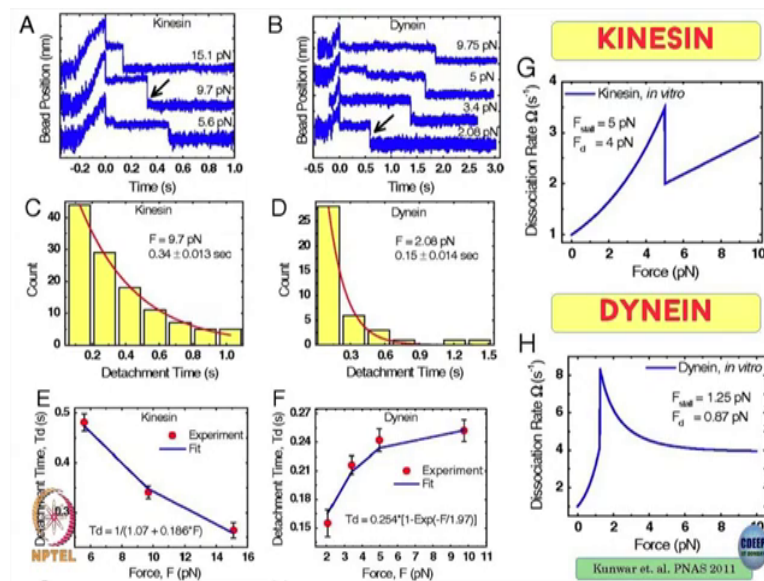 A
Kinesin
15.1 pN
9.7 pN
5.6 pN
Bead Position (nm)
-0.2 0.0 0.2 0.4 0.6 0.8 1.0
Time (s)
B
Dynein
9.75 pN
5 pN
3.4 pN
2.08 pN
Bead Position (nm)
-0.5 0.0 0.5 1.0 1.5 2.0 2.5 3.0
Time (s)
C
Kinesin
F = 9.7 pN
0.34 ± 0.013 sec
Count
40
30
20
10
0
0.2 0.4 0.6 0.8 1.0
Detachment Time (s)
D
Dynein
F = 2.08 pN
0.15 ± 0.014 sec
Count
25
20
15
10
5
0
0.3 0.6 0.9 1.2 1.5
Detachment Time (s)
E
Kinesin
Experiment
Fit
Td = 1/(1.07 + 0.186*F)
Detachment Time, Td (s)
0.5
0.4
0.3
6 8 10 12 14 16
Force, F (pN)
NPTEL
F
Dynein
Experiment
Fit
Td = 0.254*[1-Exp(-F/1.97)]
Detachment Time, Td (s)
0.27
0.24
0.21
0.18
0.15
2 3 4 5 6 7 8 9 10 11
Force, F (pN)
KINESIN
G
Kinesin, in vitro
Fstall = 5 pN
Fd = 4 pN
Dissociation Rate Ω (s-1)
4
3
2
1
0 2 4 6 8 10
Force (pN)
DYNEIN
H
Dynein, in vitro
Fstall = 1.25 pN
Fd = 0.87 pN
Dissociation Rate Ω (s-1)
8
6
4
2
0
0 2 4 6 8 10
Force (pN)
Kunwar et. al. PNAS 2011
CDEEP